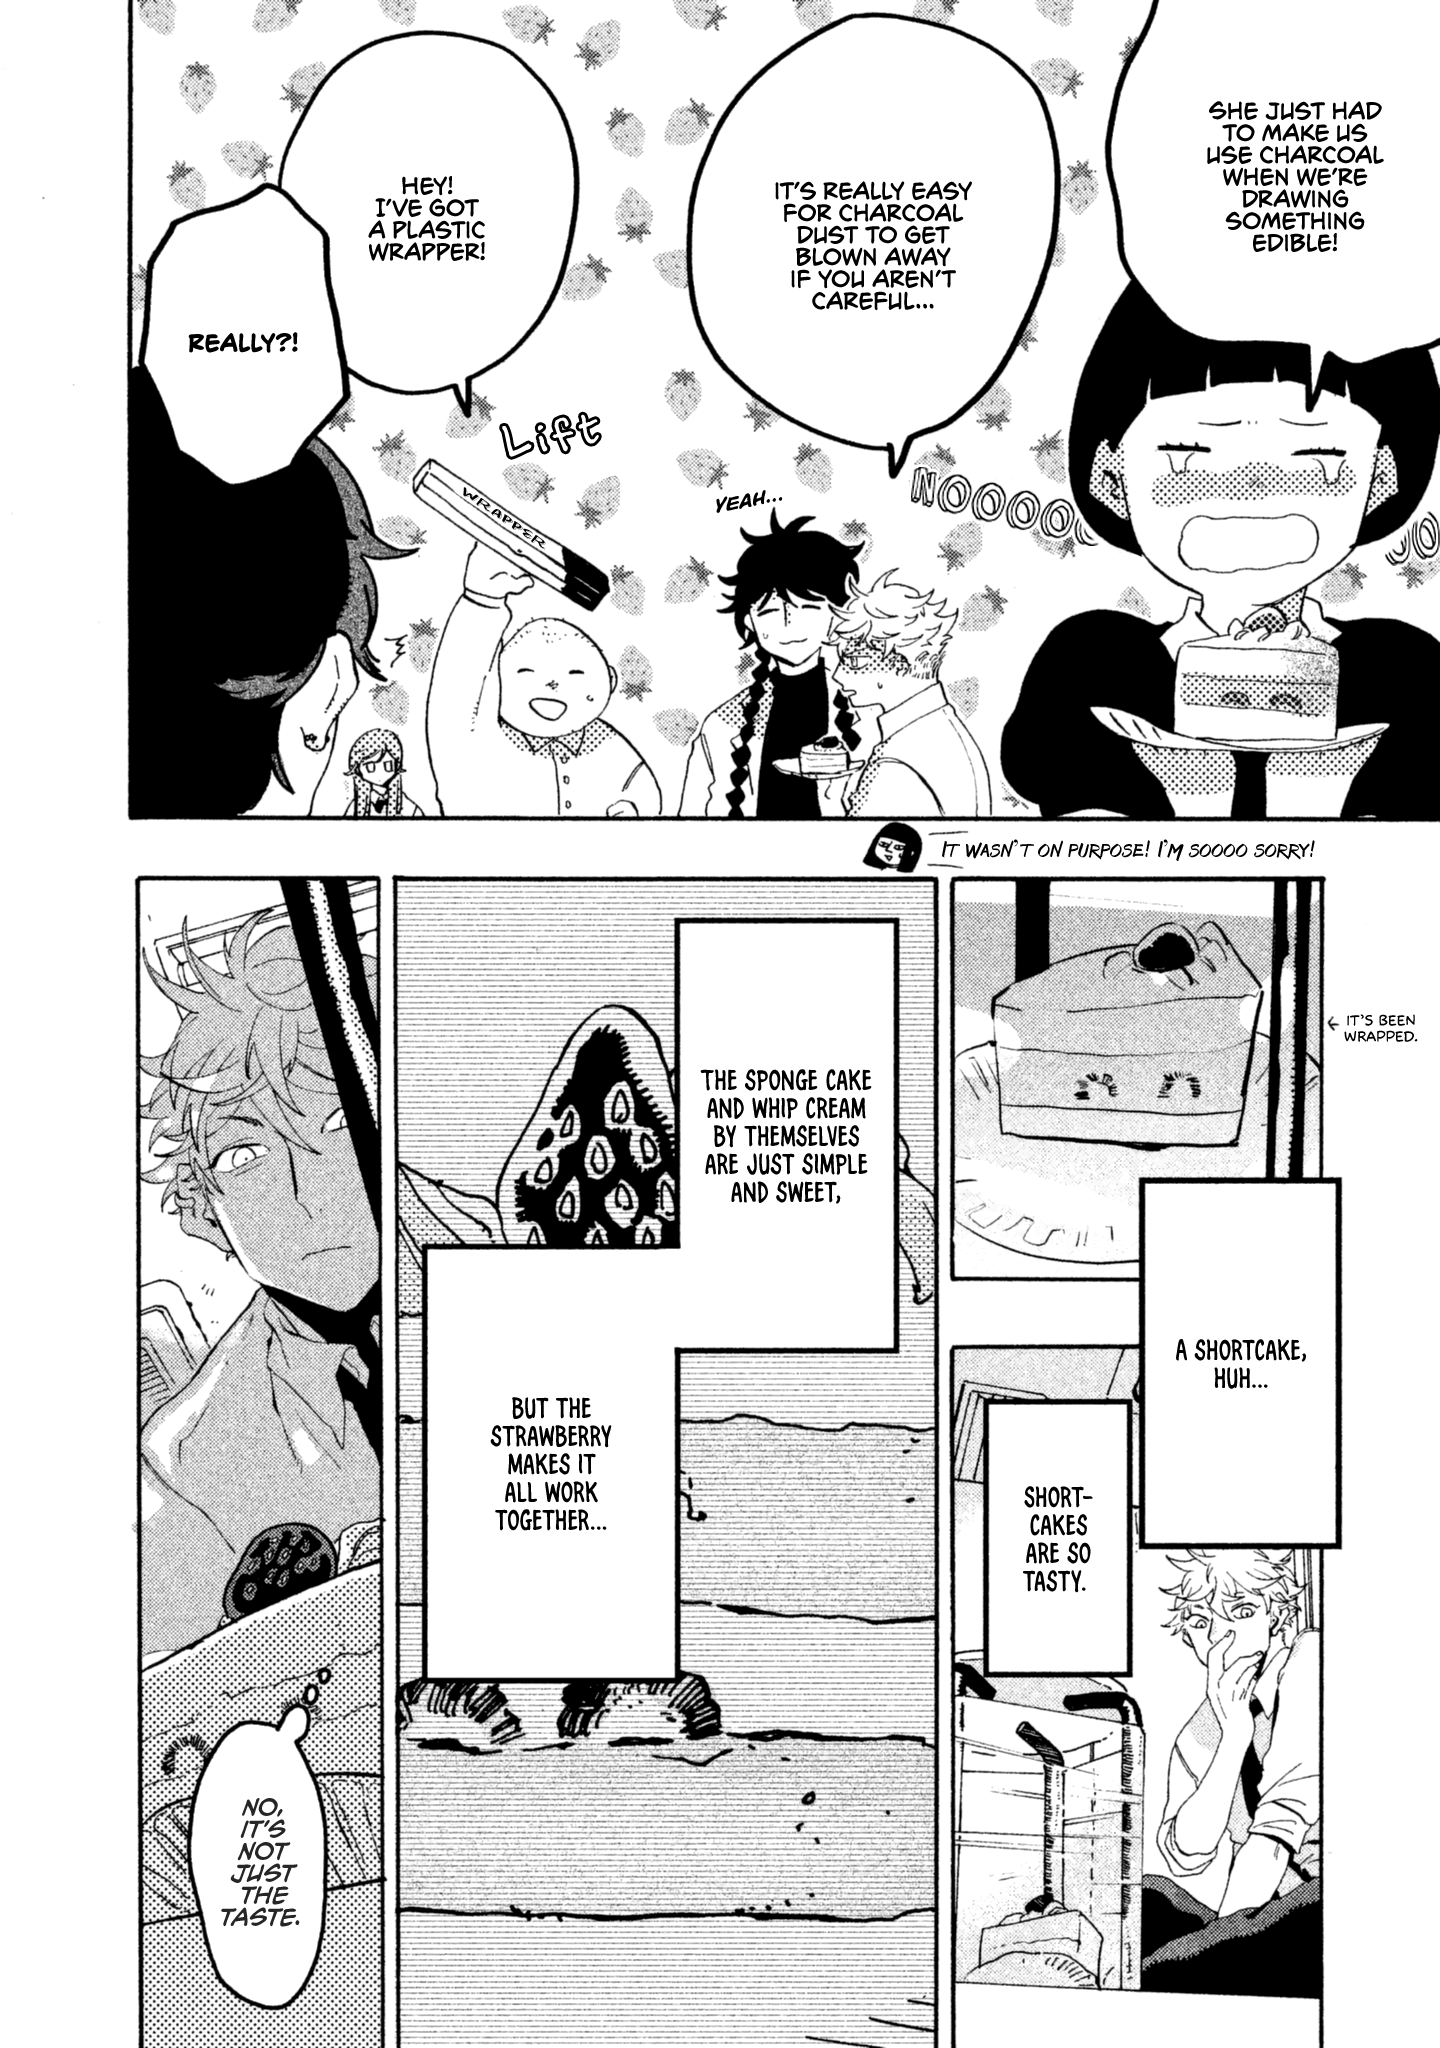 SHE JUST HAD
TO MAKE US
USE CHARCOAL
WHEN WE'RE
DRAWING
SOMETHING
EDIBLE!
IT'S REALLY EASY
FOR CHARCOAL
DUST TO GET
BLOWN AWAY
IF YOU AREN'T
CAREFUL...
HEY!
I'VE GOT
A PLASTIC
WRAPPER!
REALLY?!
NOOOOO
JO
YEAH...
Lift
WRAPPER
IT WASN'T ON PURPOSE! I'M SOOOO SORRY!
← IT'S BEEN
WRAPPED.
A SHORTCAKE,
HUH...
SHORT-
CAKES
ARE SO
TASTY.
THE SPONGE CAKE
AND WHIP CREAM
BY THEMSELVES
ARE JUST SIMPLE
AND SWEET,
BUT THE
STRAWBERRY
MAKES IT
ALL WORK
TOGETHER...
NO,
IT'S
NOT
JUST
THE
TASTE.